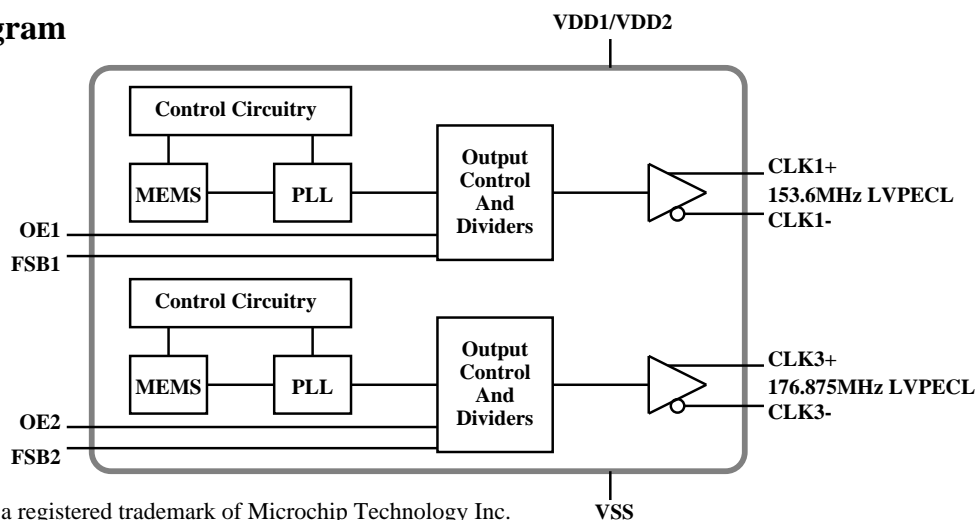 gram
VDD1/VDD2
Control Circuitry
MEMS
PLL
Output
Control
And
Dividers
CLK1+
153.6MHz LVPECL
CLK1-
OE1
FSB1
Control Circuitry
MEMS
PLL
Output
Control
And
Dividers
CLK3+
176.875MHz LVPECL
CLK3-
OE2
FSB2
a registered trademark of Microchip Technology Inc.
VSS